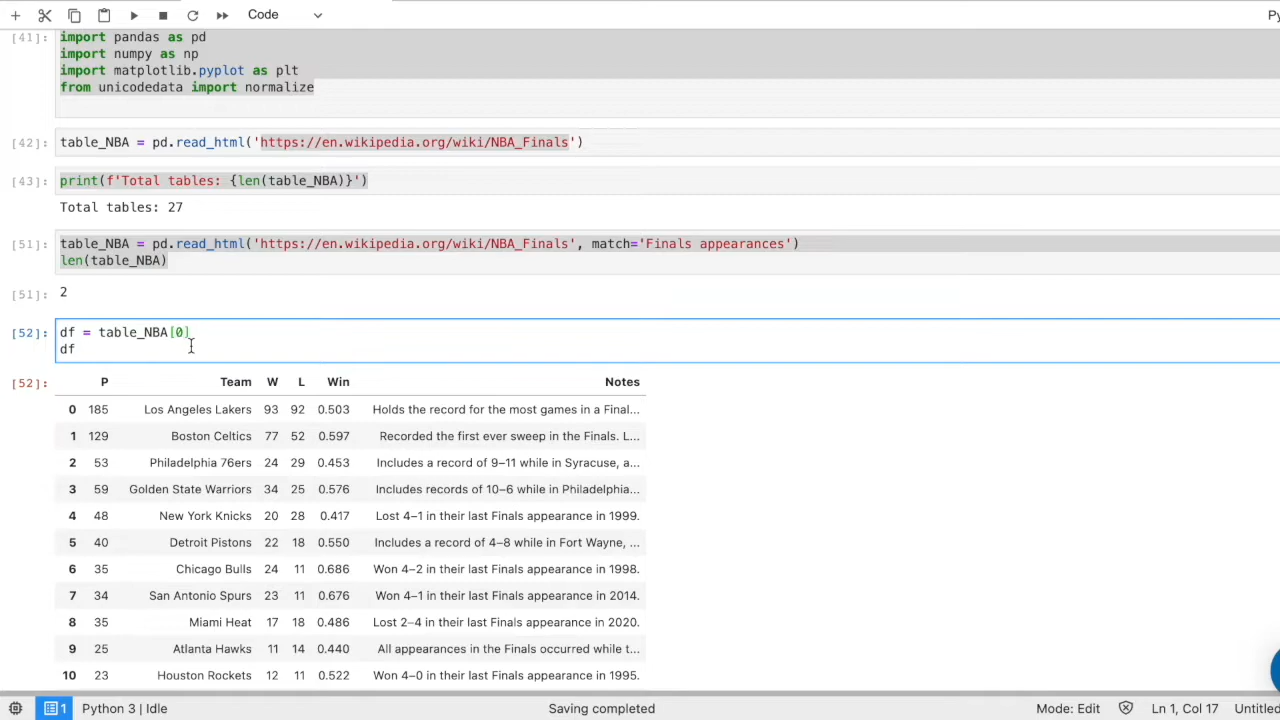 Code
Py
[41]:
import pandas as pd
import numpy as np
import matplotlib.pyplot as plt
from unicodedata import normalize
[42]: table_NBA = pd.read_html('https://en.wikipedia.org/wiki/NBA_Finals')
[43]: print(f'Total tables: {len(table_NBA)}')
Total tables: 27
[51]: table_NBA = pd.read_html('https://en.wikipedia.org/wiki/NBA_Finals', match='Finals appearances')
len(table_NBA)
[51]: 2
[52]: df = table_NBA[0]
df
[52]: P Team W L Win Notes
0 185 Los Angeles Lakers 93 92 0.503 Holds the record for the most games in a Final...
1 129 Boston Celtics 77 52 0.597 Recorded the first ever sweep in the Finals. L...
2 53 Philadelphia 76ers 24 29 0.453 Includes a record of 9–11 while in Syracuse, a...
3 59 Golden State Warriors 34 25 0.576 Includes records of 10–6 while in Philadelphia...
4 48 New York Knicks 20 28 0.417 Lost 4–1 in their last Finals appearance in 1999.
5 40 Detroit Pistons 22 18 0.550 Includes a record of 4–8 while in Fort Wayne, ...
6 35 Chicago Bulls 24 11 0.686 Won 4–2 in their last Finals appearance in 1998.
7 34 San Antonio Spurs 23 11 0.676 Won 4–1 in their last Finals appearance in 2014.
8 35 Miami Heat 17 18 0.486 Lost 2–4 in their last Finals appearance in 2020.
9 25 Atlanta Hawks 11 14 0.440 All appearances in the Finals occurred while t...
10 23 Houston Rockets 12 11 0.522 Won 4–0 in their last Finals appearance in 1995.
1 Python 3 | Idle Saving completed Mode: Edit Ln 1, Col 17 Untitled